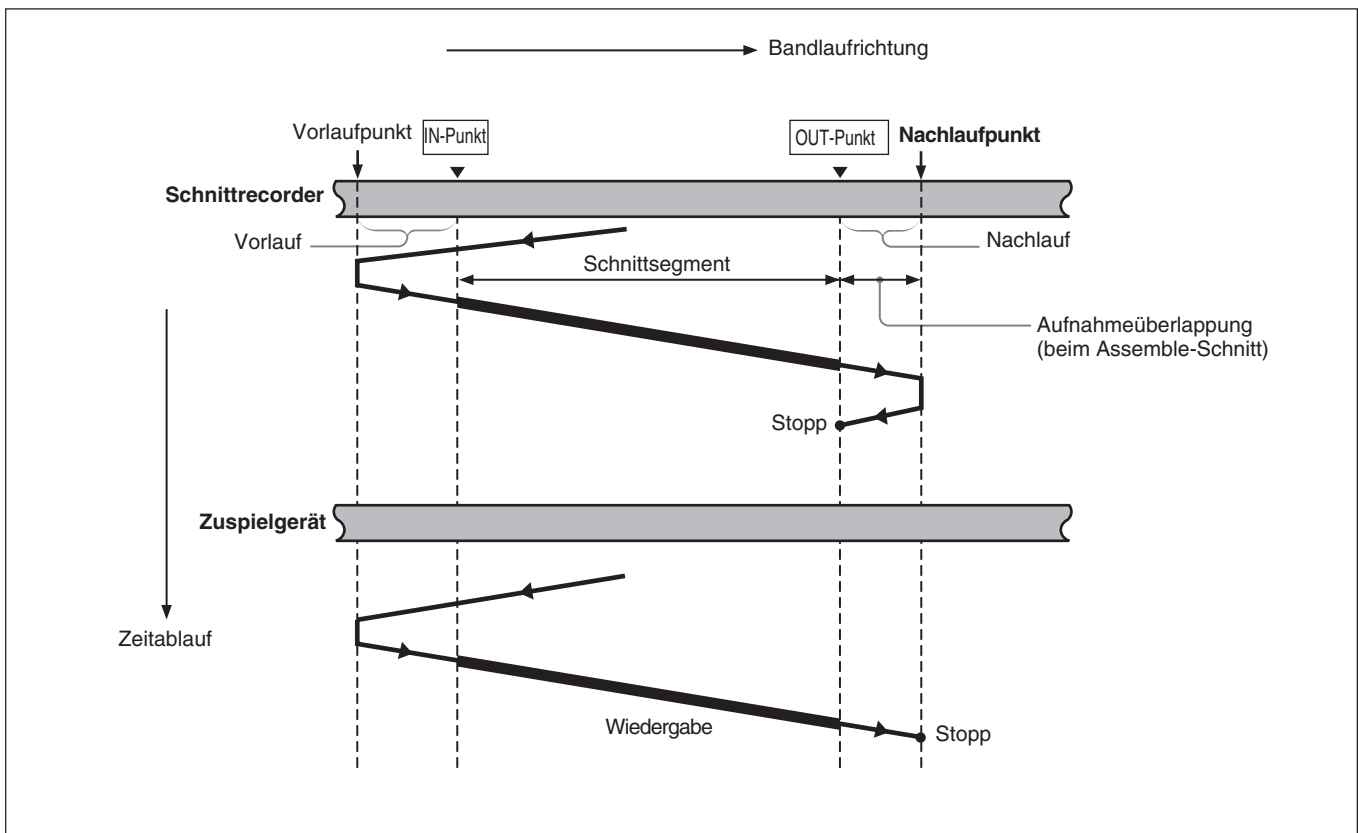 Bandlaufrichtung
Vorlaufpunkt
IN-Punkt
OUT-Punkt
Nachlaufpunkt
Schnittrecorder
Vorlauf
Nachlauf
Schnittsegment
Aufnahmeüberlappung
(beim Assemble-Schnitt)
Stopp
Zuspielgerät
Zeitablauf
Wiedergabe
Stopp